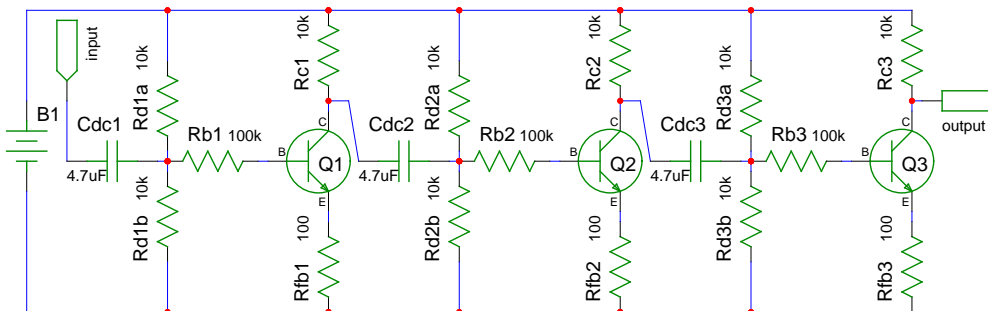 B1
input
Cdc1
4.7uF
10k
Rd1a
10k
Rd1b
Rb1 100k
10k
Rc1
C
B
Q1
E
100
Rfb1
Cdc2
4.7uF
10k
Rd2a
10k
Rd2b
Rb2 100k
10k
Rc2
C
B
Q2
E
100
Rfb2
Cdc3
4.7uF
10k
Rd3a
10k
Rd3b
Rb3 100k
10k
Rc3
C
B
Q3
E
100
Rfb3
output